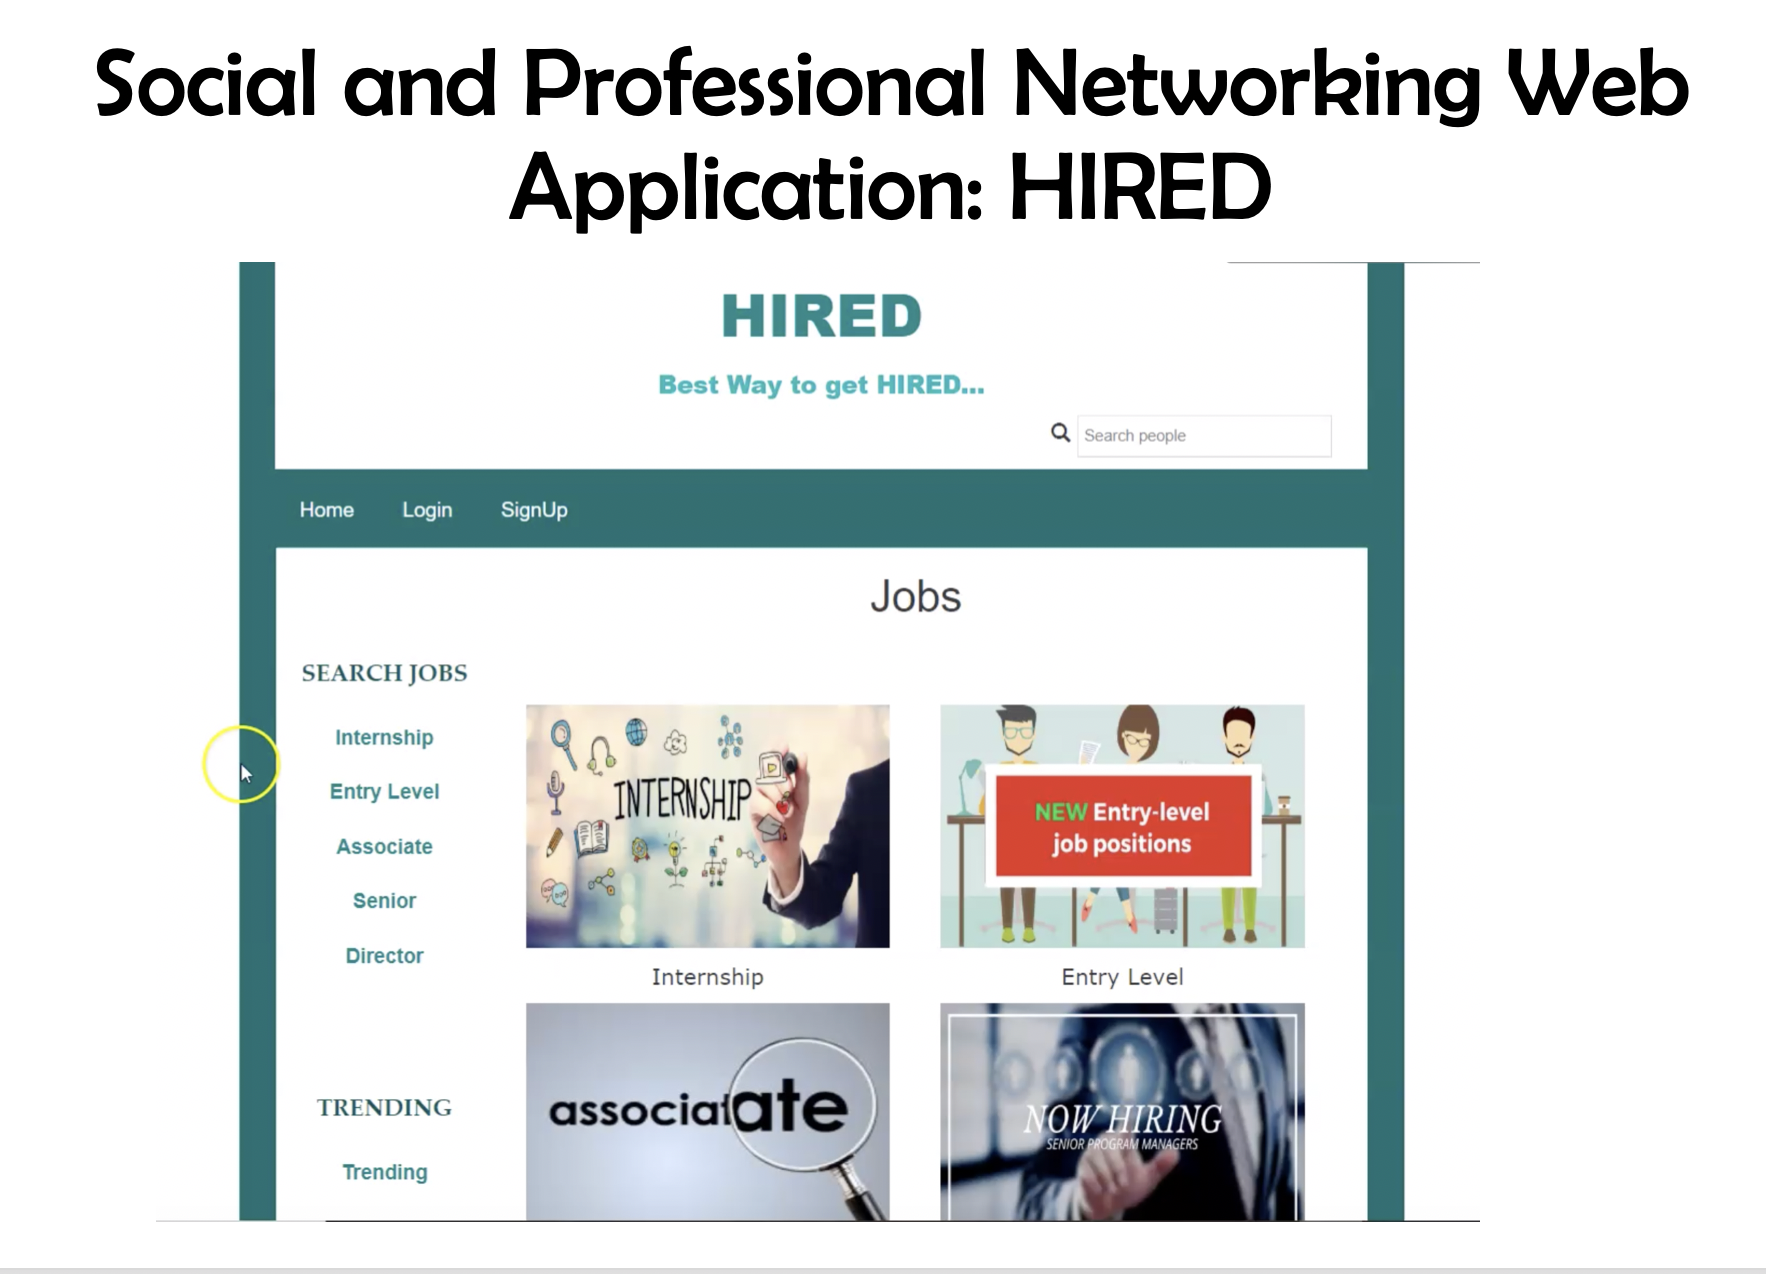 Social and Professional Networking Web
Application: HIRED
HIRED
Best Way to get HIRED...
Search people
Home Login SignUp
Jobs
SEARCH JOBS
Internship
Entry Level
Associate
Senior
Director
TRENDING
Trending
INTERNSHIP
Internship
NEW Entry-level
job positions
Entry Level
associate
NOW HIRING
SENIOR PROGRAM MANAGERS